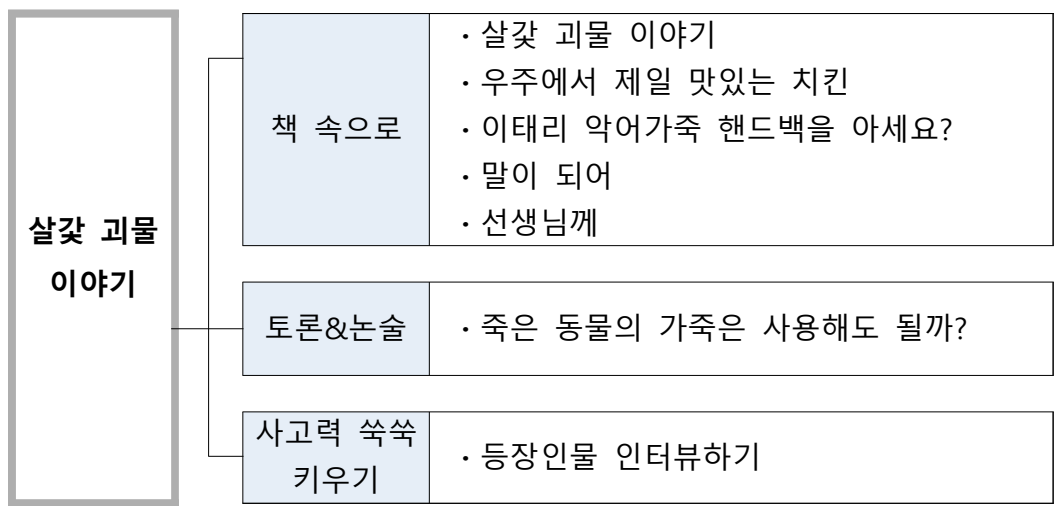 살갗 괴물
이야기
책 속으로
· 살갗 괴물 이야기
· 우주에서 제일 맛있는 치킨
· 이태리 악어가죽 핸드백을 아세요?
· 말이 되어
· 선생님께
토론&논술
· 죽은 동물의 가죽은 사용해도 될까?
사고력 쑥쑥
키우기
· 등장인물 인터뷰하기